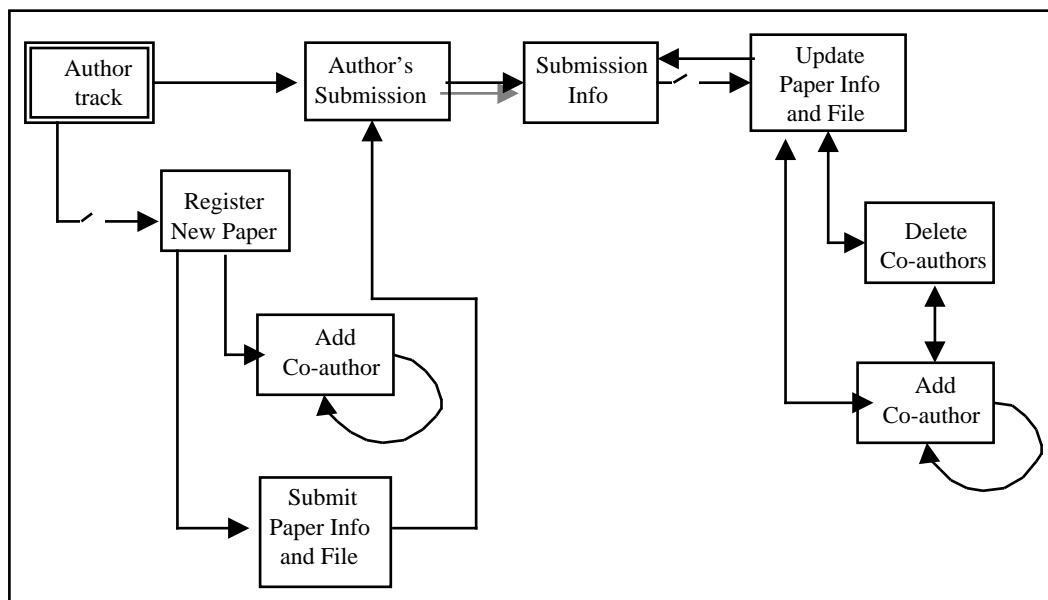 Author
track
Author's
Submission
Submission
Info
Update
Paper Info
and File
Register
New Paper
Delete
Co-authors
Add
Co-author
Add
Co-author
Submit
Paper Info
and File